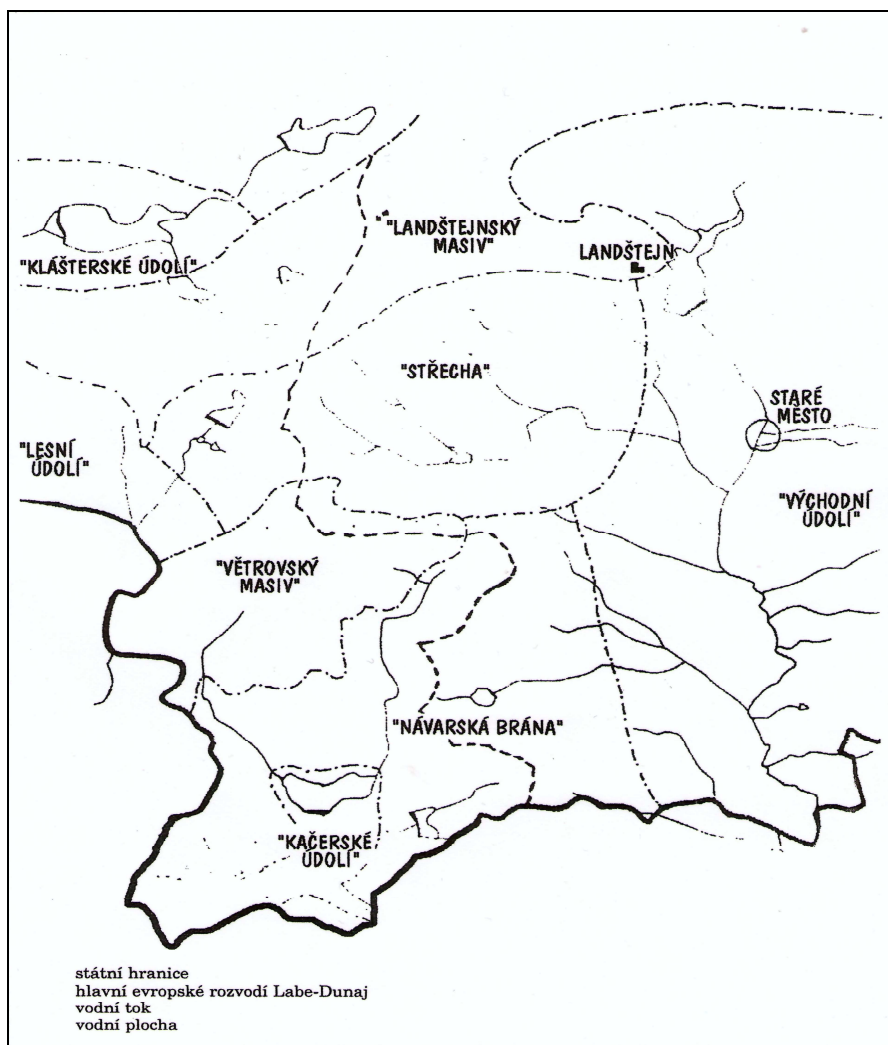 "LANDŠTEJNSKÝ
MASIV"
LANDŠTEJN
"KLÁŠTERSKÉ ÚDOLÍ"
"STŘECHA"
STARÉ
MĚSTO
"LESNÍ
ÚDOLÍ"
"VÝCHODNÍ
ÚDOLÍ"
"VĚTROVSKÝ
MASIV"
"NÁVARSKÁ BRÁNA"
"KAČERSKÉ
ÚDOLÍ"
státní hranice
hlavní evropské rozvodí Labe-Dunaj
vodní tok
vodní plocha